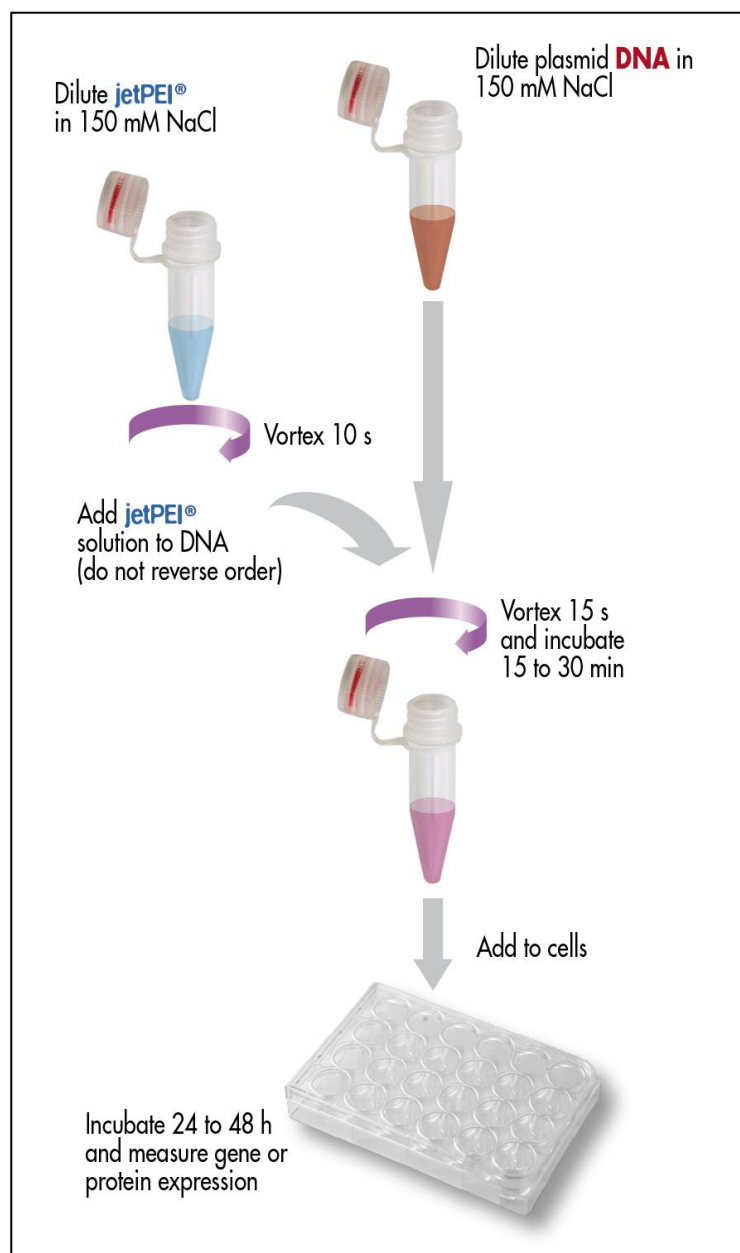 Dilute jetPEI®
in 150 mM NaCl
Dilute plasmid DNA in
150 mM NaCl
Vortex 10 s
Add jetPEI®
solution to DNA
(do not reverse order)
Vortex 15 s
and incubate
15 to 30 min
Add to cells
Incubate 24 to 48 h
and measure gene or
protein expression